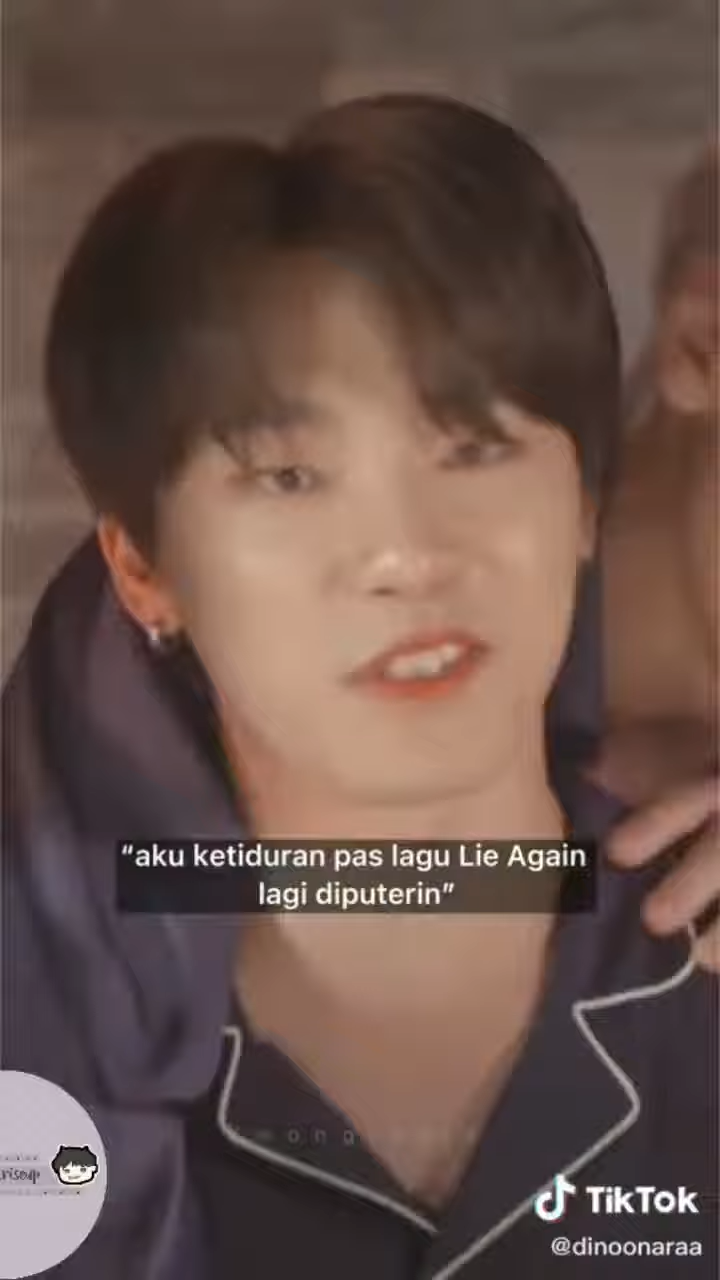 “aku ketiduran pas lagu Lie Again
lagi diputerin”
TikTok
@dinoonaraa